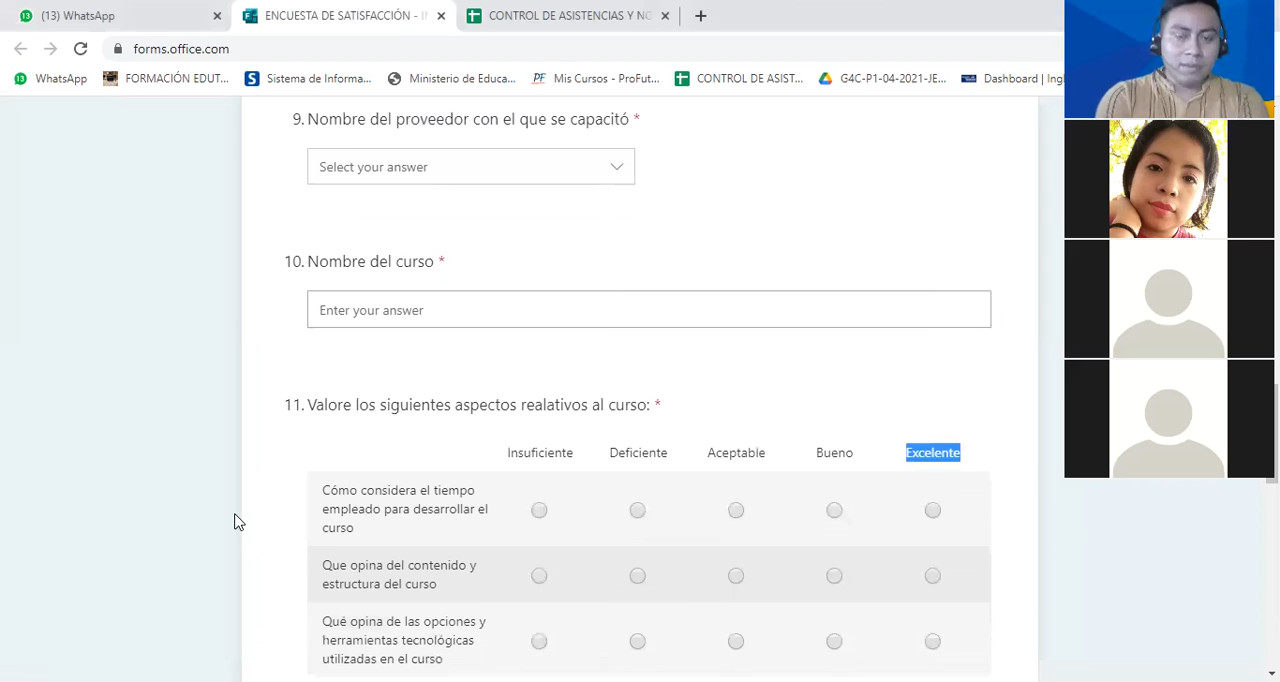 (13) WhatsApp
ENCUESTA DE SATISFACCIÓN - I
CONTROL DE ASISTENCIAS Y NO
forms.office.com
WhatsApp
FORMACIÓN EDUT...
Sistema de Informa...
Ministerio de Educa...
Mis Cursos - ProFut...
CONTROL DE ASIST...
G4C-P1-04-2021-JE...
Dashboard | Ingl
9. Nombre del proveedor con el que se capacitó *
Select your answer
10. Nombre del curso *
Enter your answer
11. Valore los siguientes aspectos realativos al curso: *
Insuficiente Deficiente Aceptable Bueno Excelente
Cómo considera el tiempo
empleado para desarrollar el
curso
Que opina del contenido y
estructura del curso
Qué opina de las opciones y
herramientas tecnológicas
utilizadas en el curso